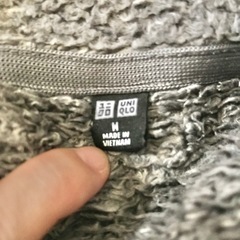 ユニ UNI
クロ QLO
M
MADE IN
VIETNAM